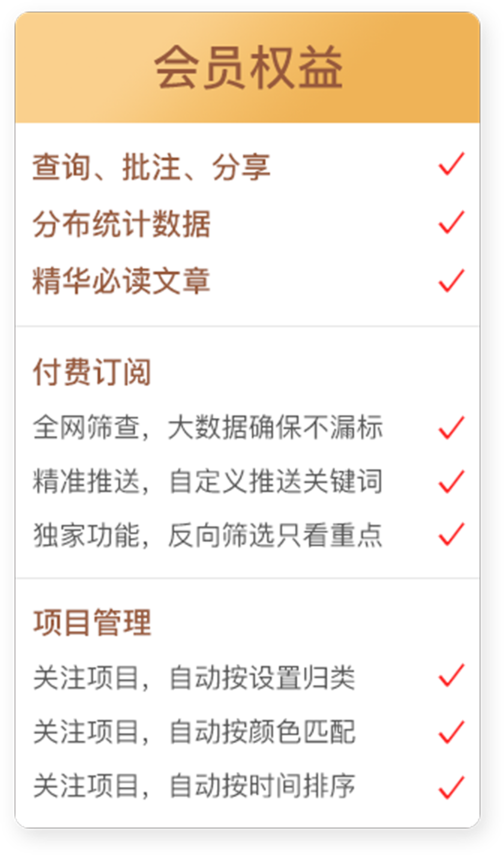 会员权益
查询、批注、分享
分布统计数据
精华必读文章
付费订阅
全网筛查，大数据确保不漏标
精准推送，自定义推送关键词
独家功能，反向筛选只看重点
项目管理
关注项目，自动按设置归类
关注项目，自动按颜色匹配
关注项目，自动按时间排序